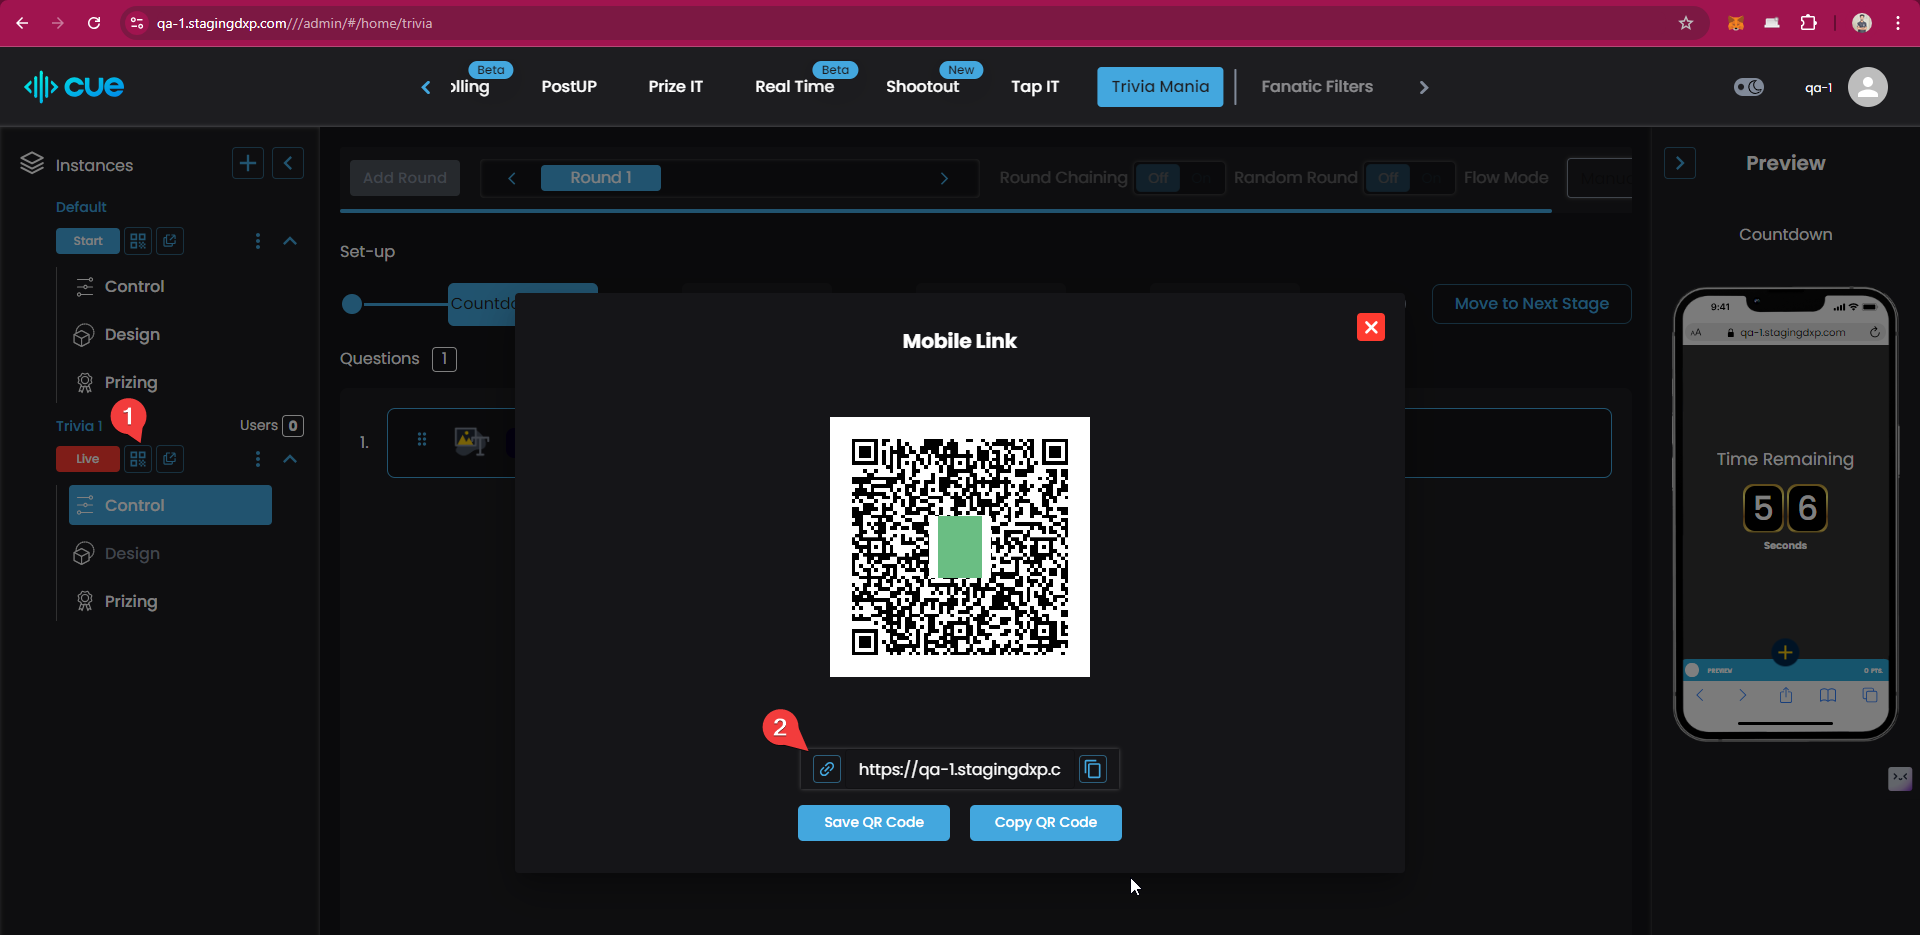 qa-1.stagingdxp.com///admin/#/home/trivia
cue
olling
Beta
PostUP
Prize IT
Real Time
Beta
Shootout
New
Tap IT
Trivia Mania
Fanatic Filters
qa-1
Instances
Default
Start
Control
Design
Prizing
1
Trivia 1
Users 0
Live
Control
Design
Prizing
Add Round
Round 1
Round Chaining
Off
On
Random Round
Off
On
Flow Mode
Set-up
Move to Next Stage
Questions 1
1.
Mobile Link
2
https://qa-1.stagingdxp.c
Save QR Code
Copy QR Code
Preview
Countdown
9:41
AA
qa-1.stagingdxp.com
Time Remaining
5 6
Seconds
PREVIEW
0 PTS.